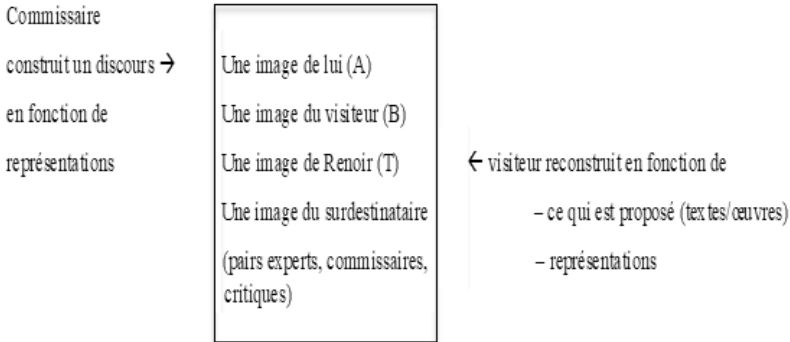 Commissaire
construit un discours →
en fonction de
représentations
Une image de lui (A)
Une image du visiteur (B)
Une image de Renoir (T)
Une image du surdestinataire
(pairs experts, commissaires,
critiques)
← visiteur reconstruit en fonction de
– ce qui est proposé (textes/œuvres)
– représentations